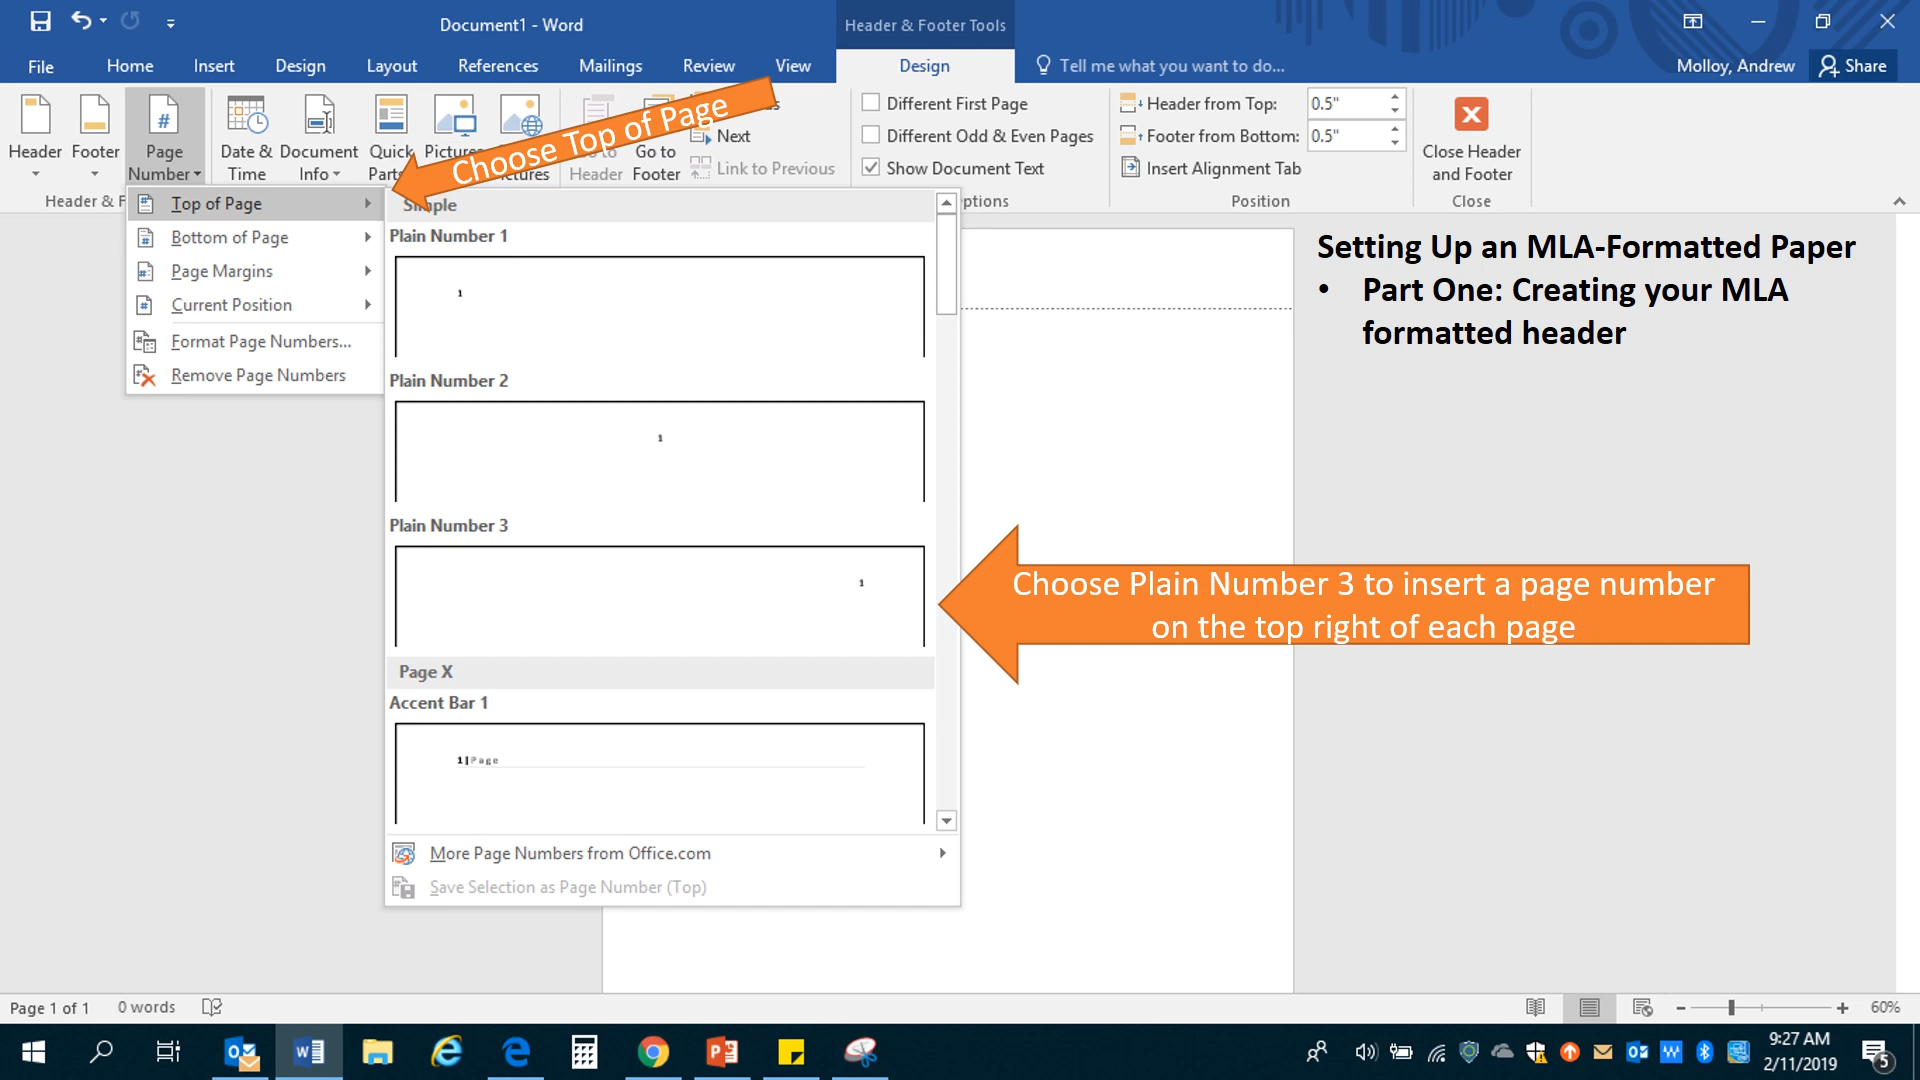 Document1 - Word
Header & Footer Tools
File Home Insert Design Layout References Mailings Review View Design Tell me what you want to do...
Molloy, Andrew Share
Header
Footer
Page
Number
Date &
Time
Document
Info
Quick
Pictures
Header
Go to
Footer
Next
Link to Previous
Different First Page
Different Odd & Even Pages
Show Document Text
Header from Top: 0.5"
Footer from Bottom: 0.5"
Insert Alignment Tab
Close Header
and Footer
Header & F
Position
Close
Choose Top of Page
Top of Page
Bottom of Page
Page Margins
Current Position
Format Page Numbers...
Remove Page Numbers
Simple
Plain Number 1
1
Plain Number 2
1
Plain Number 3
1
Page X
Accent Bar 1
1|Page
More Page Numbers from Office.com
Save Selection as Page Number (Top)
Setting Up an MLA-Formatted Paper
• Part One: Creating your MLA
formatted header
Choose Plain Number 3 to insert a page number
on the top right of each page
Page 1 of 1 0 words
60%
9:27 AM
2/11/2019
5